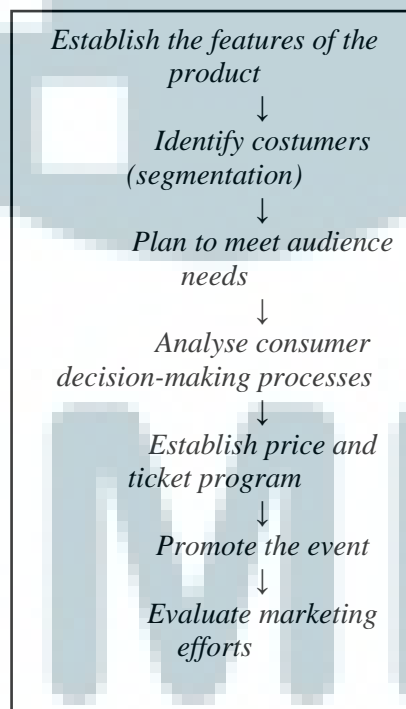 Establish the features of the
product
↓
Identify costumers
(segmentation)
↓
Plan to meet audience
needs
↓
Analyse consumer
decision-making processes
↓
Establish price and
ticket program
↓
Promote the event
↓
Evaluate marketing
efforts